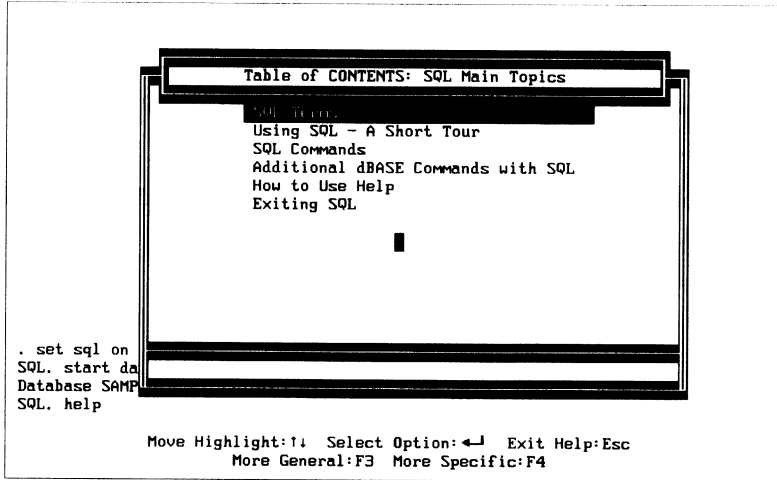 Table of CONTENTS: SQL Main Topics
SQL Terms
Using SQL - A Short Tour
SQL Commands
Additional dBASE Commands with SQL
How to Use Help
Exiting SQL
. set sql on
SQL. start da
Database SAMP
SQL. help
Move Highlight:↑↓ Select Option:↵ Exit Help:Esc
More General:F3 More Specific:F4